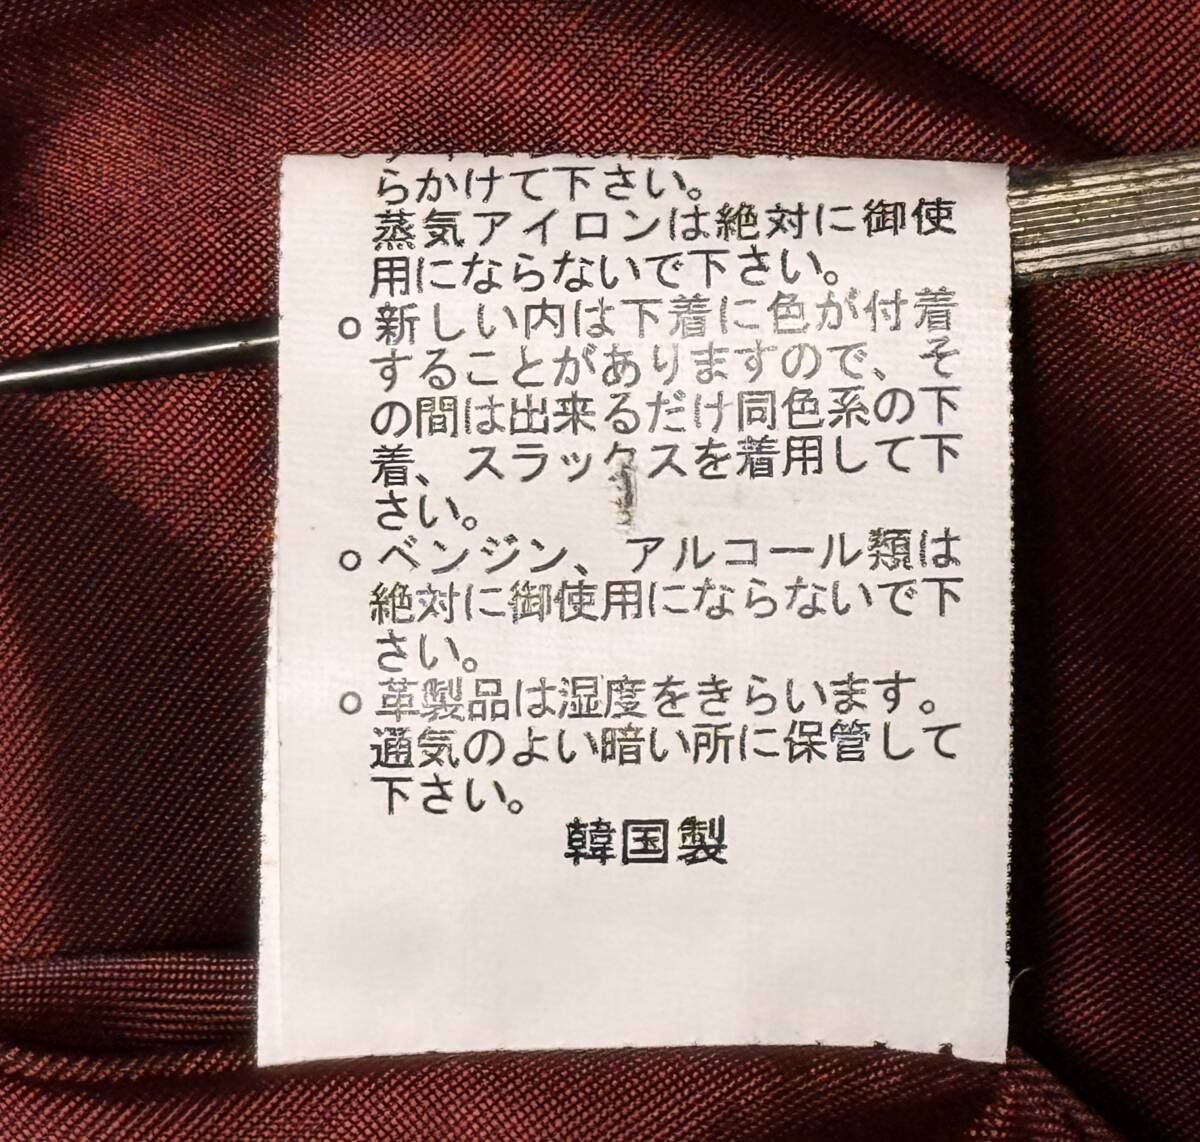 らかけて下さい。
蒸気アイロンは絶対に御使
用にならないで下さい。
○新しい内は下着に色が付着
することがありますので、そ
の間は出来るだけ同色系の下
着、スラックスを着用して下
さい。
○ベンジン、アルコール類は
絶対に御使用にならないで下
さい。
○革製品は湿度をきらいます。
通気のよい暗い所に保管して
下さい。
韓国製